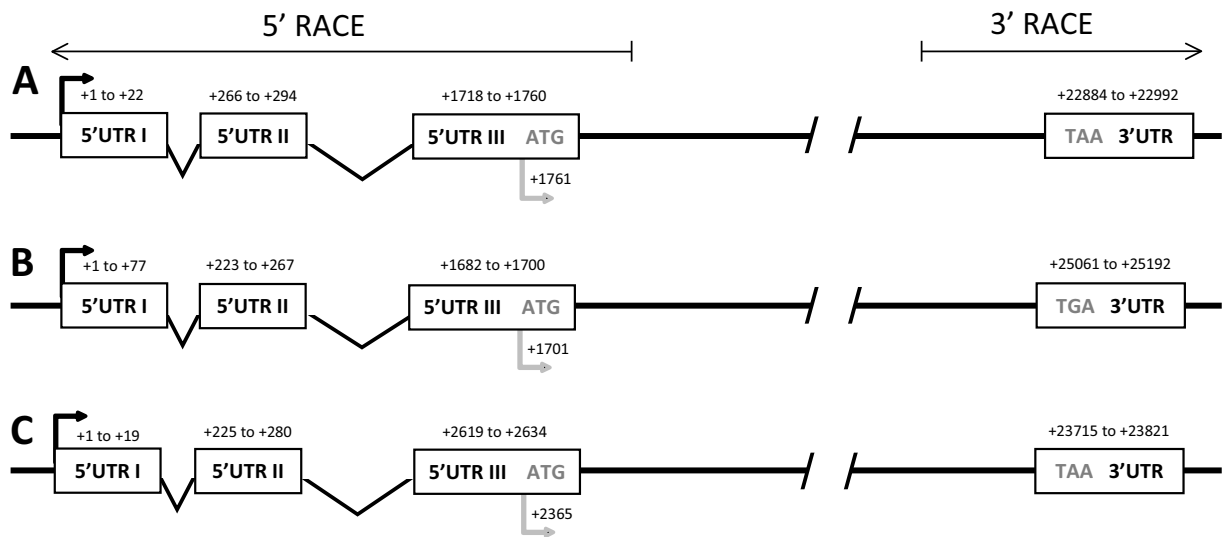 5’ RACE 3’ RACE
A
+1 to +22 +266 to +294 +1718 to +1760 +22884 to +22992
5’UTR I 5’UTR II 5’UTR III ATG TAA 3’UTR
+1761
B
+1 to +77 +223 to +267 +1682 to +1700 +25061 to +25192
5’UTR I 5’UTR II 5’UTR III ATG TGA 3’UTR
+1701
C
+1 to +19 +225 to +280 +2619 to +2634 +23715 to +23821
5’UTR I 5’UTR II 5’UTR III ATG TAA 3’UTR
+2365